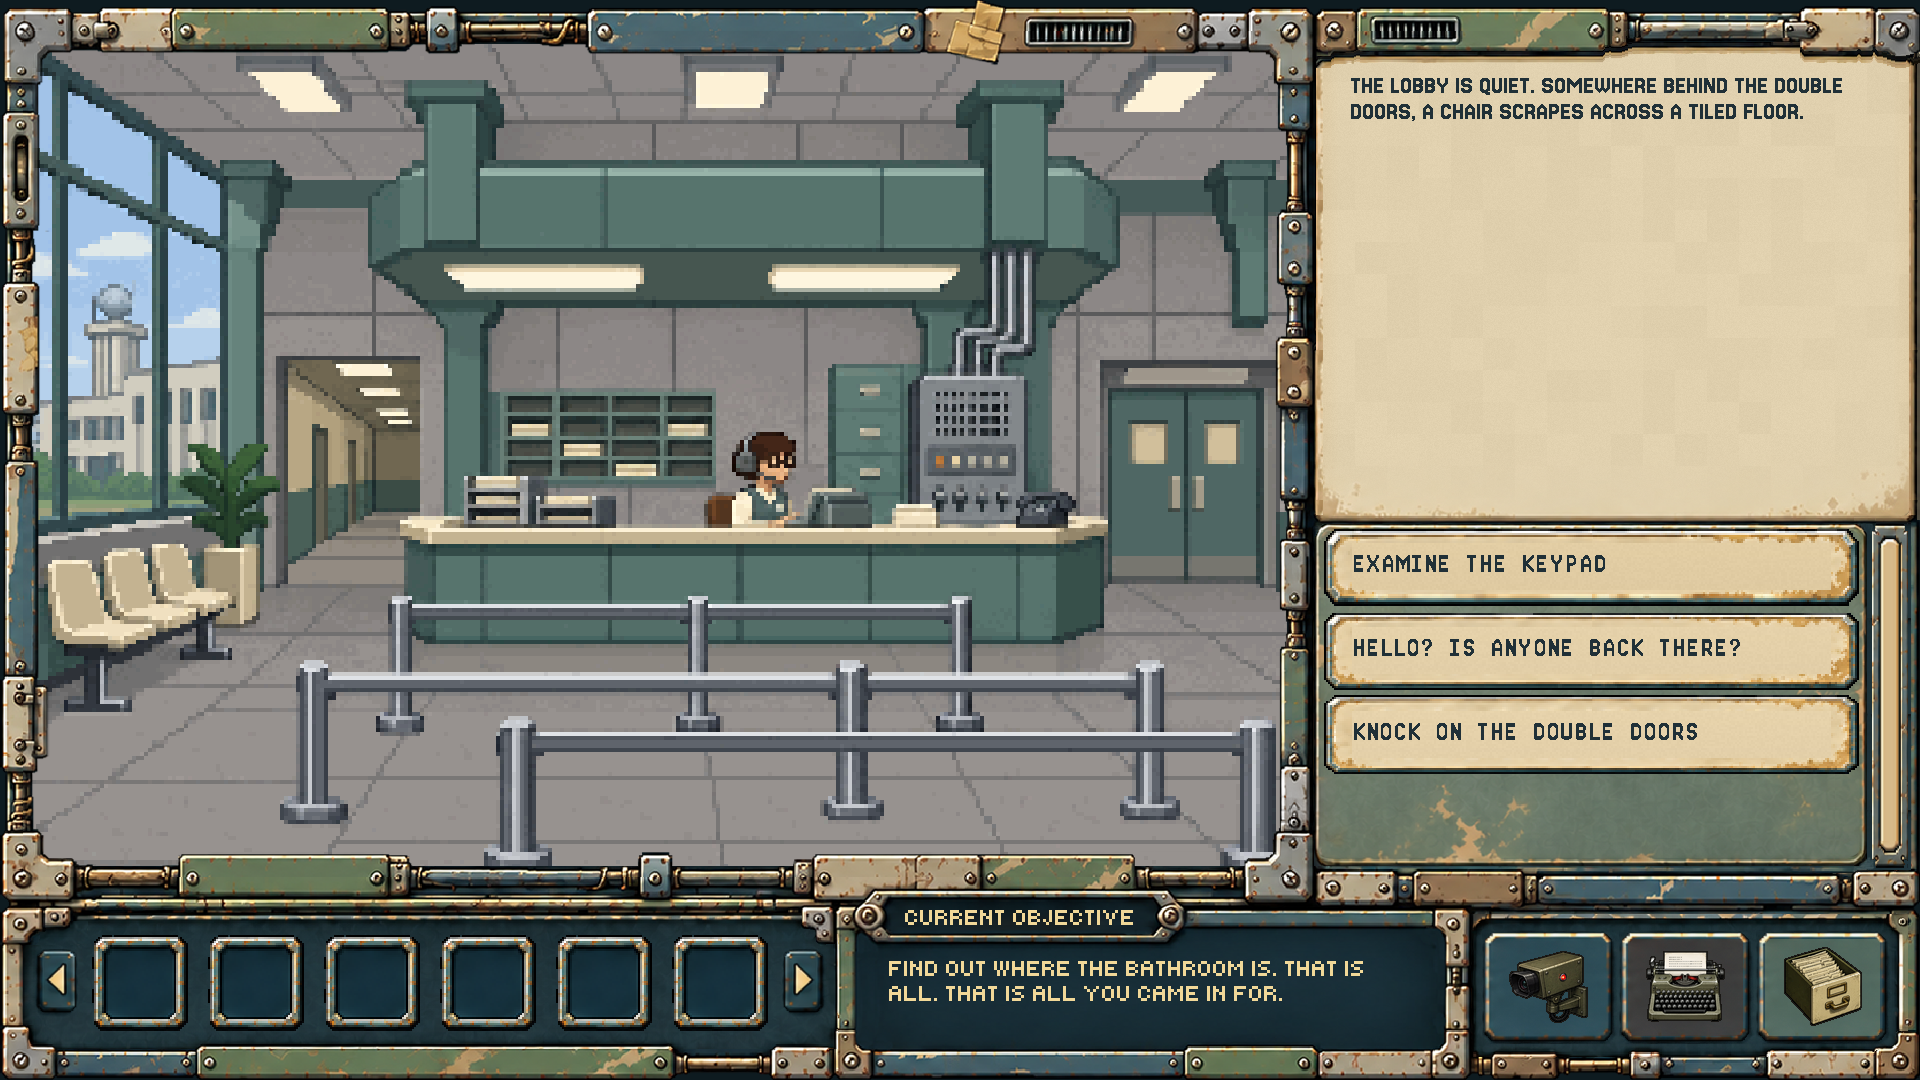 THE LOBBY IS QUIET. SOMEWHERE BEHIND THE DOUBLE
DOORS, A CHAIR SCRAPES ACROSS A TILED FLOOR.
EXAMINE THE KEYPAD
HELLO? IS ANYONE BACK THERE?
KNOCK ON THE DOUBLE DOORS
CURRENT OBJECTIVE
FIND OUT WHERE THE BATHROOM IS. THAT IS
ALL. THAT IS ALL YOU CAME IN FOR.